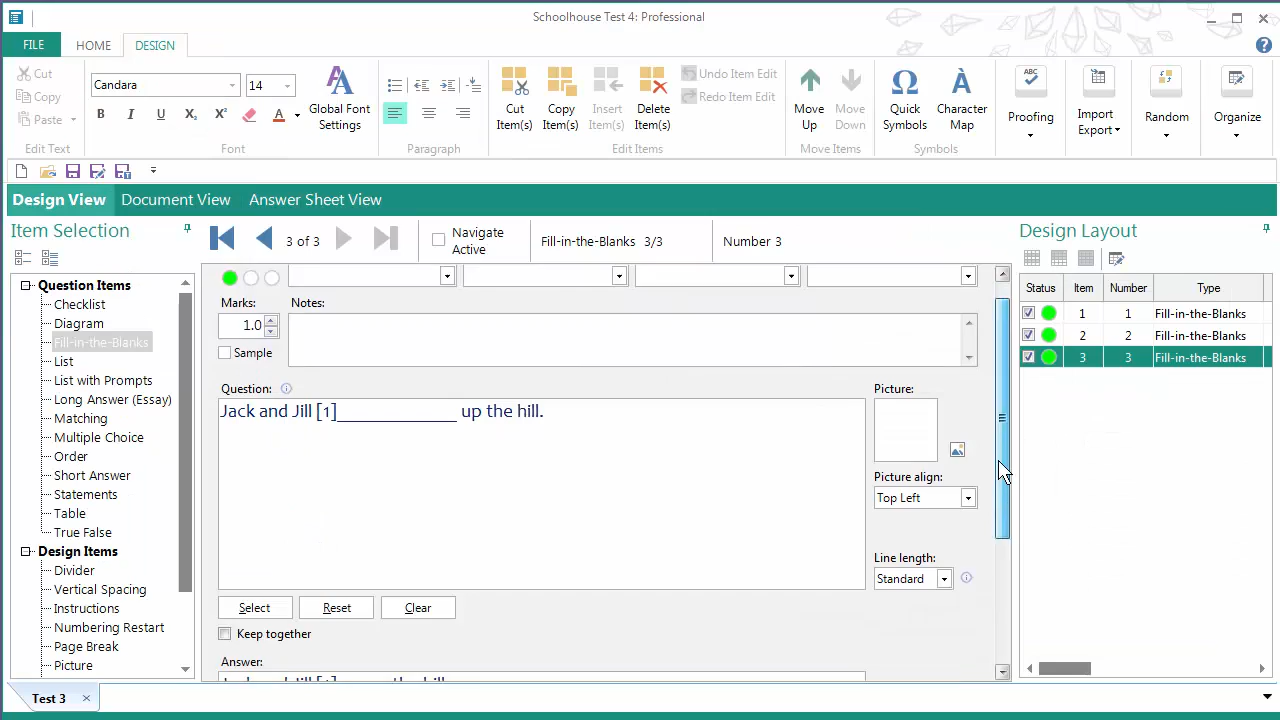 Schoolhouse Test 4: Professional
FILE
HOME
DESIGN
Cut
Copy
Paste
Edit Text
Candara
14
B I U X₂ X² A
Font
Global Font
Settings
Paragraph
Cut
Item(s)
Copy
Item(s)
Insert
Item(s)
Delete
Item(s)
Undo Item Edit
Redo Item Edit
Edit Items
Move
Up
Move
Down
Move Items
Ω
Quick
Symbols
À
Character
Map
Symbols
ABC
Proofing
Import
Export
Random
Organize
Design View
Document View
Answer Sheet View
Item Selection
Question Items
Checklist
Diagram
Fill-in-the-Blanks
List
List with Prompts
Long Answer (Essay)
Matching
Multiple Choice
Order
Short Answer
Statements
Table
True False
Design Items
Divider
Vertical Spacing
Instructions
Numbering Restart
Page Break
Picture
3 of 3
Navigate
Active
Fill-in-the-Blanks 3/3
Number 3
Marks:
1.0
Sample
Notes:
Question:
Jack and Jill [1]______________ up the hill.
Picture:
Picture align:
Top Left
Line length:
Standard
Select
Reset
Clear
Keep together
Answer:
Design Layout
Status Item Number Type
1 1 Fill-in-the-Blanks
2 2 Fill-in-the-Blanks
3 3 Fill-in-the-Blanks
Test 3